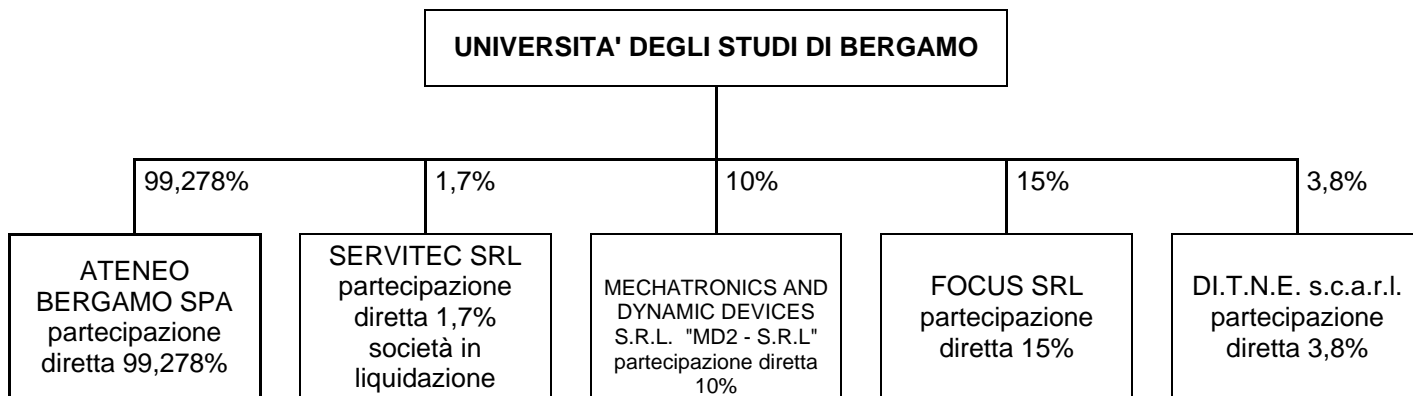 UNIVERSITA' DEGLI STUDI DI BERGAMO
99,278%
1,7%
10%
15%
3,8%
ATENEO
BERGAMO SPA
partecipazione
diretta 99,278%
SERVITEC SRL
partecipazione
diretta 1,7%
società in
liquidazione
MECHATRONICS AND
DYNAMIC DEVICES
S.R.L. "MD2 - S.R.L"
partecipazione diretta
10%
FOCUS SRL
partecipazione
diretta 15%
DI.T.N.E. s.c.a.r.l.
partecipazione
diretta 3,8%